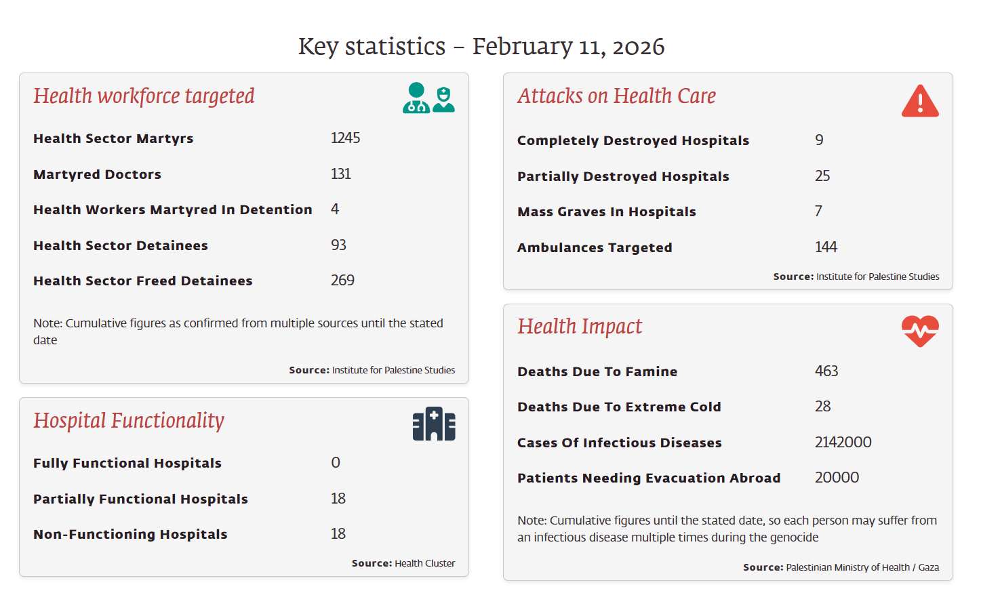 Key statistics – February 11, 2026
Health workforce targeted
Health Sector Martyrs 1245
Martyred Doctors 131
Health Workers Martyred In Detention 4
Health Sector Detainees 93
Health Sector Freed Detainees 269
Note: Cumulative figures as confirmed from multiple sources until the stated
date
Source: Institute for Palestine Studies
Hospital Functionality
Fully Functional Hospitals 0
Partially Functional Hospitals 18
Non-Functioning Hospitals 18
Source: Health Cluster
Attacks on Health Care
Completely Destroyed Hospitals 9
Partially Destroyed Hospitals 25
Mass Graves In Hospitals 7
Ambulances Targeted 144
Source: Institute for Palestine Studies
Health Impact
Deaths Due To Famine 463
Deaths Due To Extreme Cold 28
Cases Of Infectious Diseases 2142000
Patients Needing Evacuation Abroad 20000
Note: Cumulative figures until the stated date, so each person may suffer from
an infectious disease multiple times during the genocide
Source: Palestinian Ministry of Health / Gaza